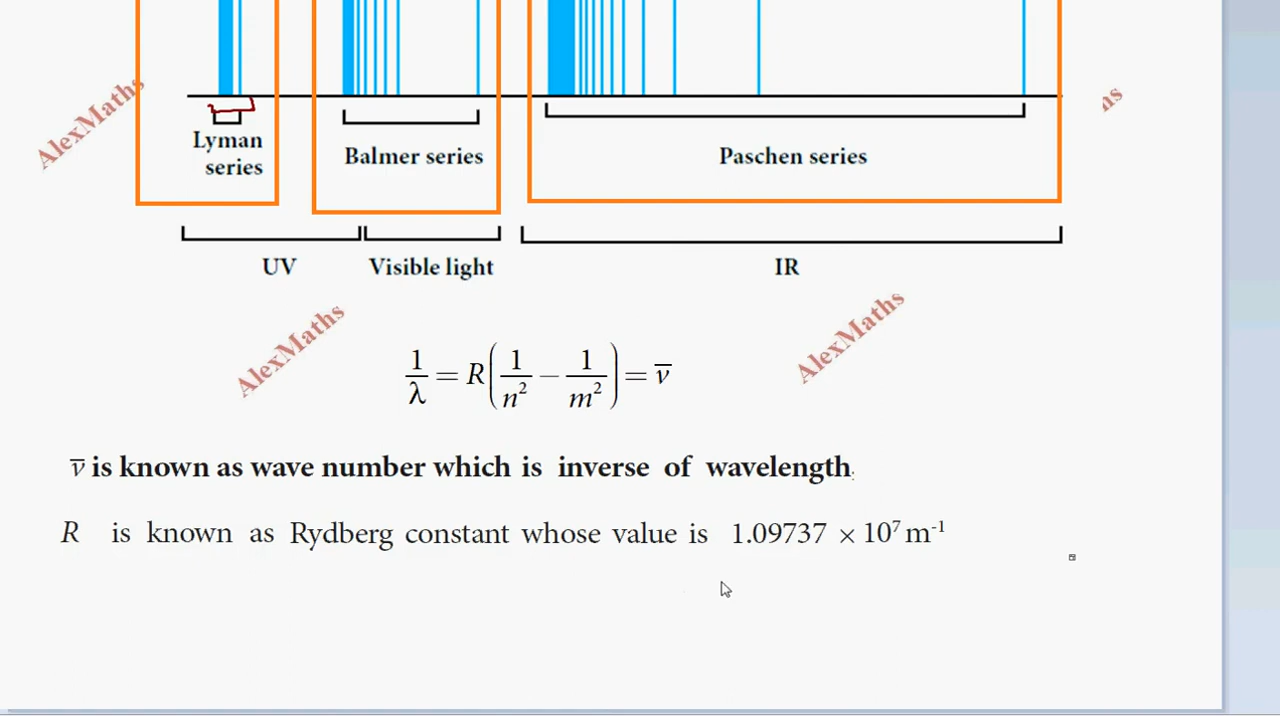 AlexMaths
Lyman
series
Balmer series
Paschen series
UV
Visible light
IR
AlexMaths
AlexMaths
1/λ = R(1/n² − 1/m²) = ν̅
ν̅ is known as wave number which is inverse of wavelength.
R is known as Rydberg constant whose value is 1.09737 × 10⁷ m⁻¹